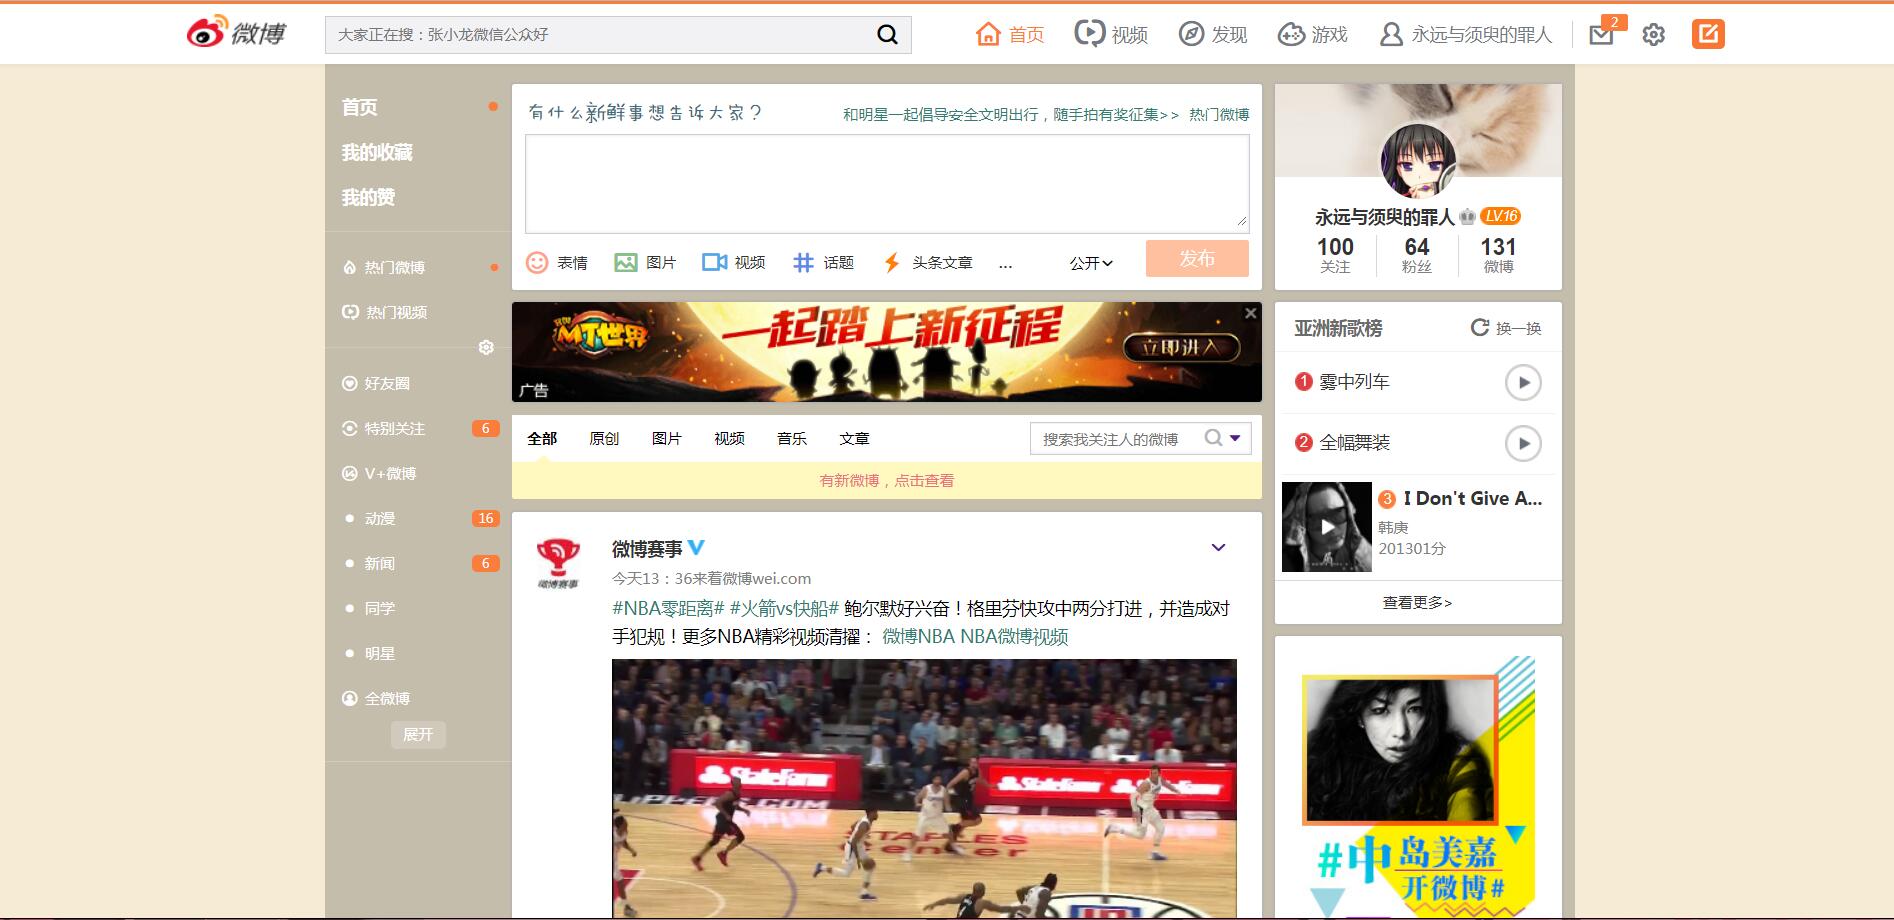 微博
大家正在搜：张小龙微信公众好
首页
视频
发现
游戏
永远与须臾的罪人
2
首页
我的收藏
我的赞
热门微博
热门视频
好友圈
特别关注 6
V+微博
动漫 16
新闻 6
同学
明星
全微博
展开
有什么新鲜事想告诉大家？
和明星一起倡导安全文明出行，随手拍有奖征集>> 热门微博
表情 图片 视频 话题 头条文章 ... 公开 发布
MT世界
一起踏上新征程
立即进入
广告
全部 原创 图片 视频 音乐 文章
搜索我关注人的微博
有新微博，点击查看
微博赛事
微博赛事 V
今天13：36来着微博wei.com
#NBA零距离# #火箭vs快船# 鲍尔默好兴奋！格里芬快攻中两分打进，并造成对
手犯规！更多NBA精彩视频清擢： 微博NBA NBA微博视频
StateFarm
StateFarm
STAPLES
Center
永远与须臾的罪人 LV.16
100 64 131
关注 粉丝 微博
亚洲新歌榜 换一换
1 雾中列车
2 全幅舞装
3 I Don't Give A...
韩庚
201301分
查看更多>
#中岛美嘉
开微博#